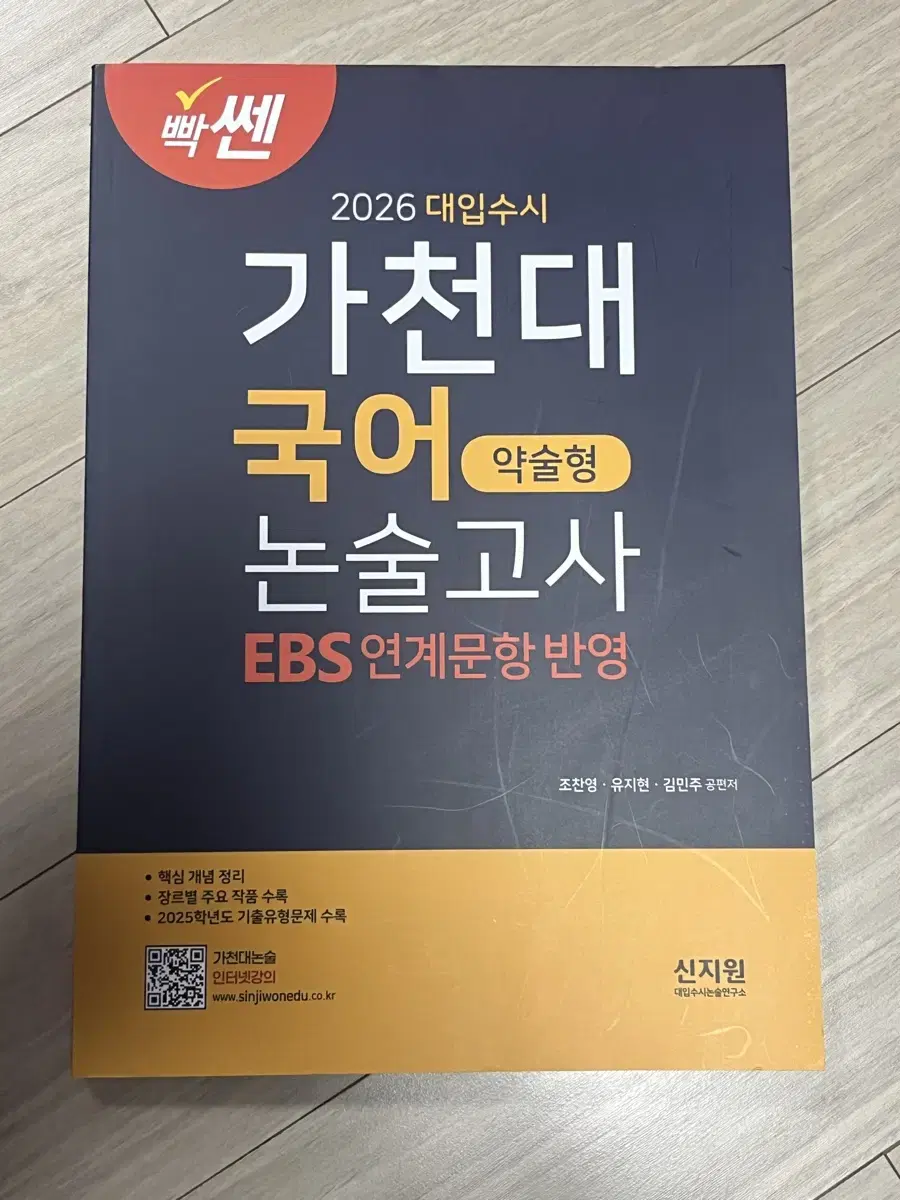 빡쎈
2026 대입수시
가천대
국어 약술형
논술고사
EBS 연계문항 반영
조찬영 · 유지현 · 김민주 공편저
• 핵심 개념 정리
• 장르별 주요 작품 수록
• 2025학년도 기출유형문제 수록
가천대논술
인터넷강의
www.sinjiwonedu.co.kr
신지원
대입수시논술연구소